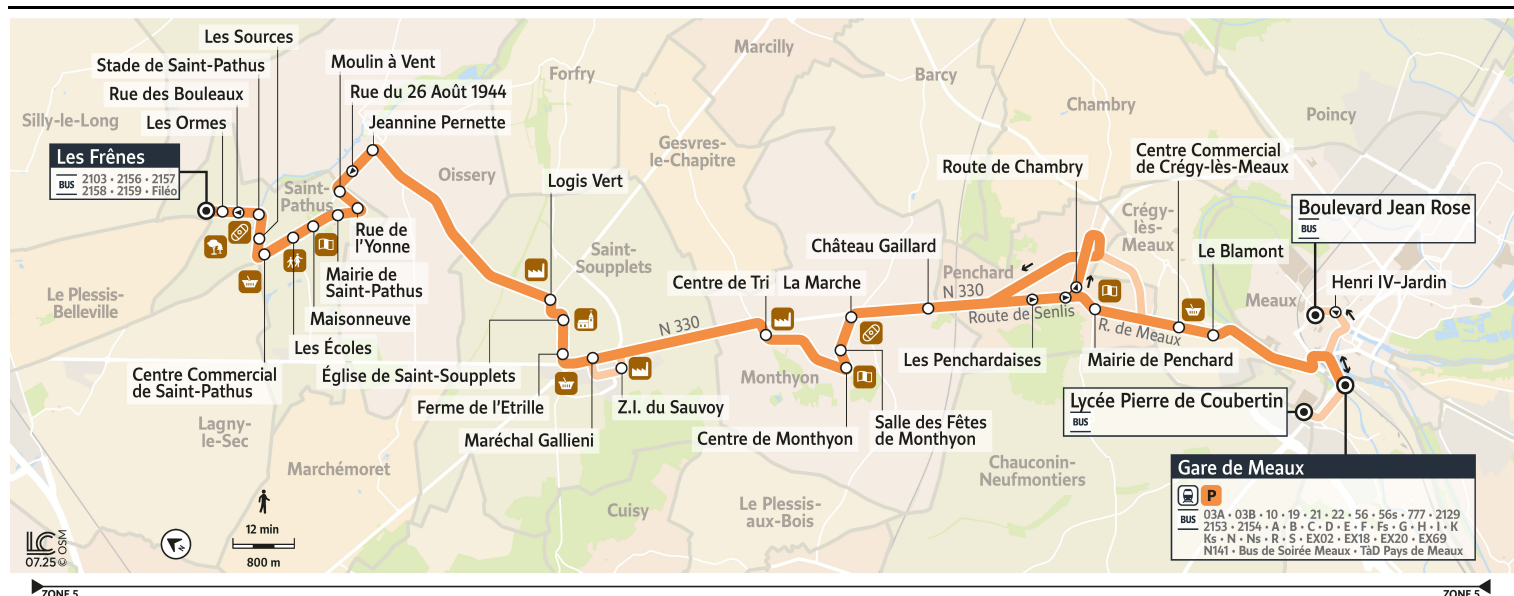 Les Sources
Stade de Saint-Pathus
Rue des Bouleaux
Les Ormes
Silly-le-Long
Les Frênes
BUS
2103 • 2156 • 2157
2158 • 2159 • Filéo
Moulin à Vent
Rue du 26 Août 1944
Jeannine Pernette
Saint-
Pathus
Oissery
Forfry
Marcilly
Gesvres-
le-Chapitre
Barcy
Chambry
Poincy
Logis Vert
Saint-
Soupplets
Rue de
l'Yonne
Mairie de
Saint-Pathus
Maisonneuve
Les Écoles
Centre Commercial
de Saint-Pathus
Le Plessis-
Belleville
Église de Saint-Soupplets
Ferme de l'Etrille
Maréchal Gallieni
Z.I. du Sauvoy
N 330
Centre de Tri
La Marche
Château Gaillard
Monthyon
Centre de Monthyon
Salle des Fêtes
de Monthyon
Route de Chambry
Penchard
N 330
Route de Senlis
Les Penchardaises
R. de Meaux
Mairie de Penchard
Centre Commercial
de Crégy-lès-Meaux
Crégy-
lès-
Meaux
Le Blamont
Boulevard Jean Rose
BUS
Meaux
Henri IV–Jardin
Lycée Pierre de Coubertin
BUS
Gare de Meaux
P
BUS
03A • 03B • 10 • 19 • 21 • 22 • 56 • 56s • 777 • 2129
2153 • 2154 • A • B • C • D • E • F • Fs • G • H • I • K
Ks • N • Ns • R • S • EX02 • EX18 • EX20 • EX69
N141 • Bus de Soirée Meaux • TàD Pays de Meaux
Lagny-
le-Sec
Marchémoret
Cuisy
Le Plessis-
aux-Bois
Chauconin-
Neufmontiers
12 min
800 m
LC
07.25
© OSM
N
ZONE 5
ZONE 5